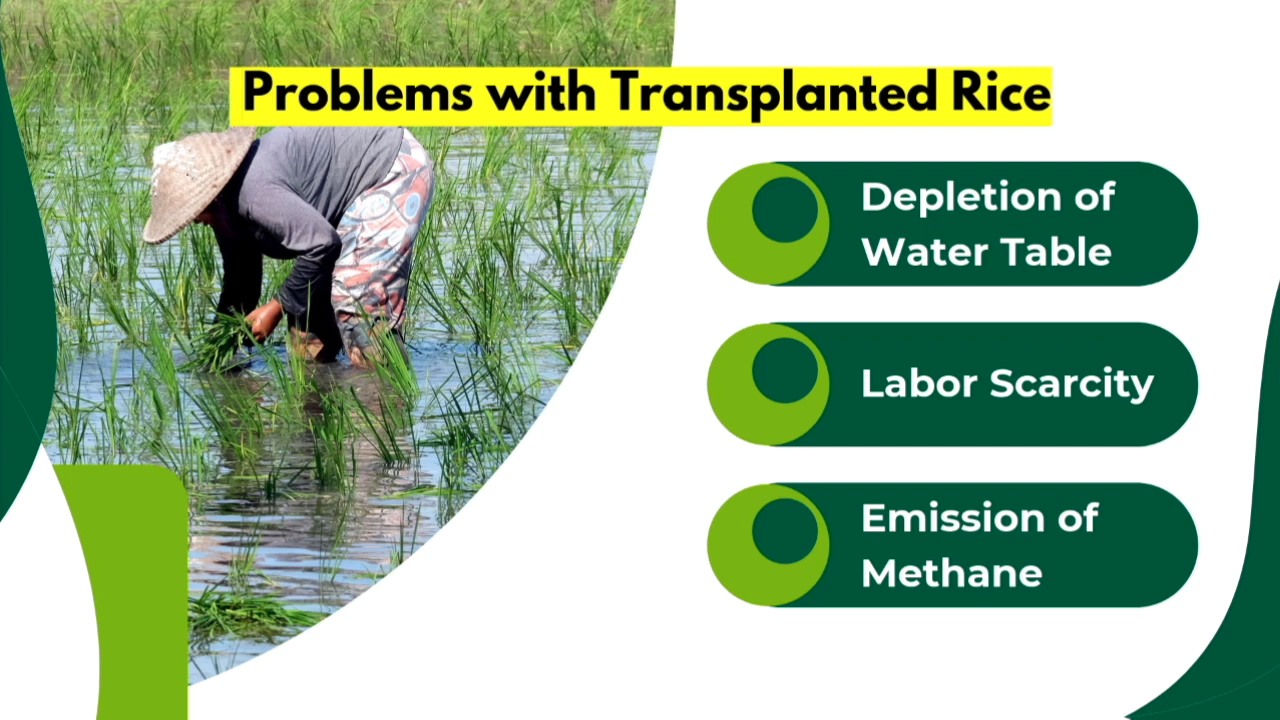 Problems with Transplanted Rice
Depletion of
Water Table
Labor Scarcity
Emission of
Methane